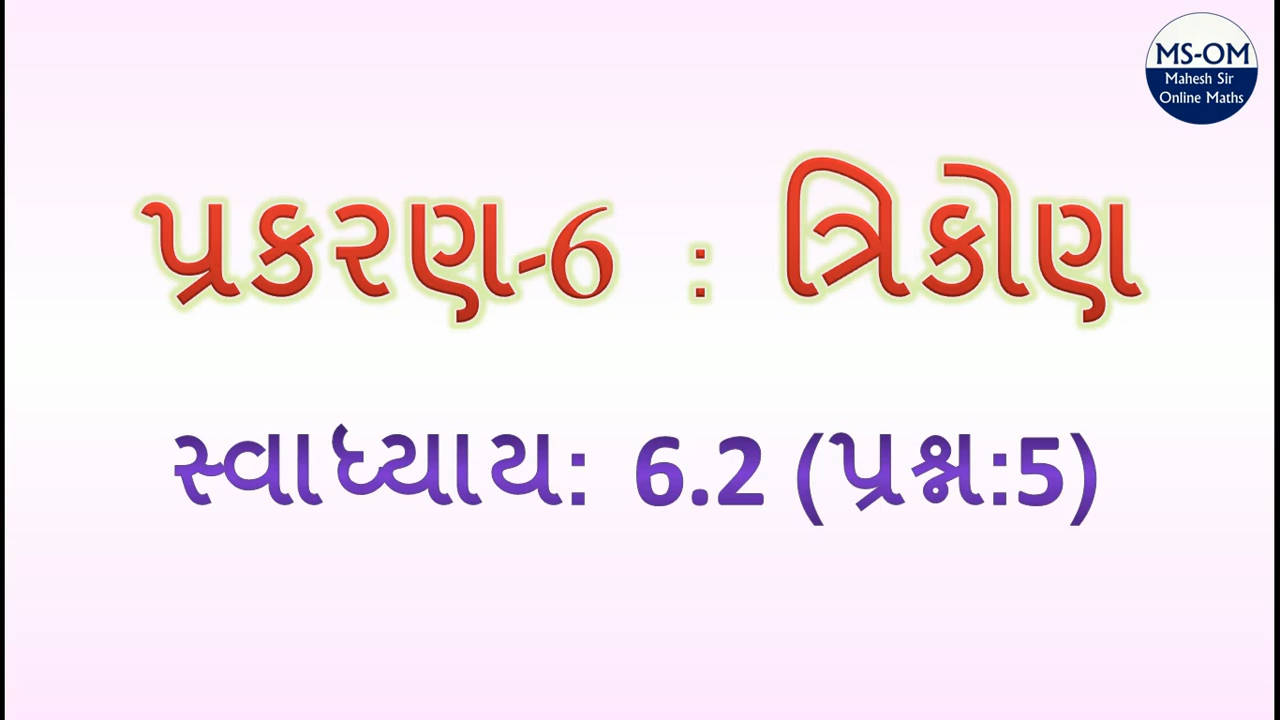 MS-OM
Mahesh Sir
Online Maths
પ્રકરણ-6 : ત્રિકોણ
સ્વાધ્યાય: 6.2 (પ્રશ્ન:5)